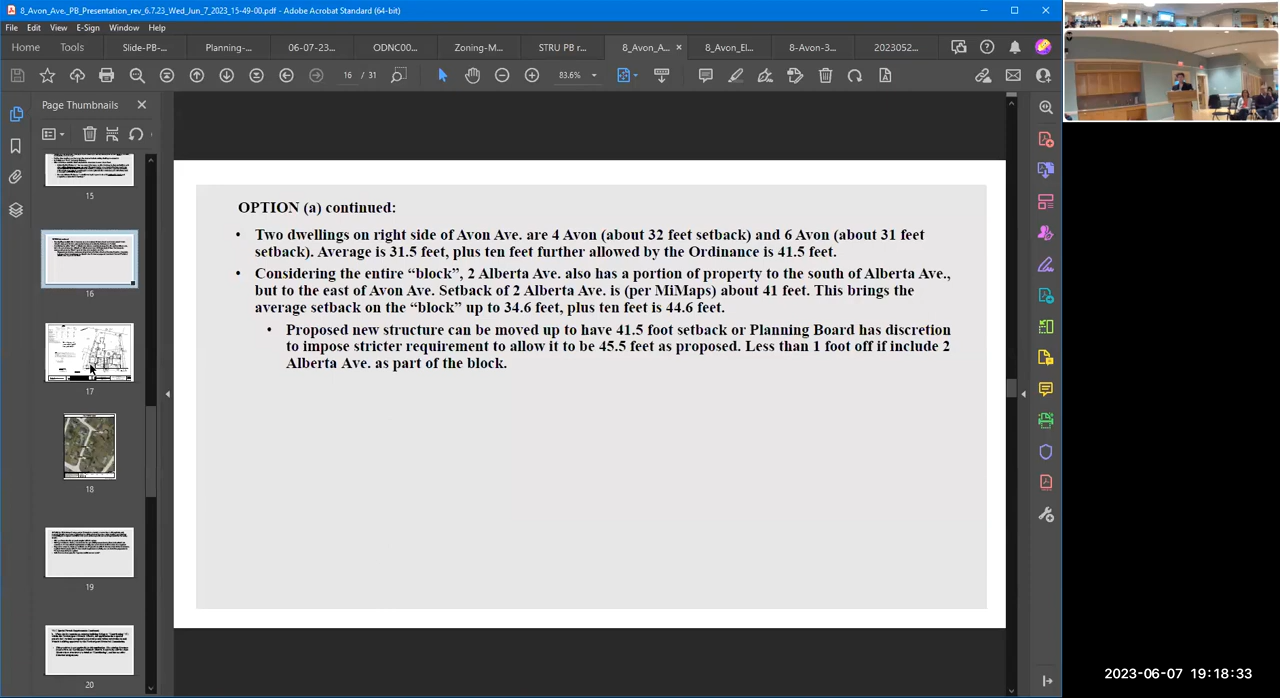 8_Avon_Ave._PB_Presentation_rev_6.7.23_Wed_Jun_7_2023_15-49-00.pdf - Adobe Acrobat Standard (64-bit)
File Edit View E-Sign Window Help
Home Tools Slide-PB-... Planning-... 06-07-23... ODNC00... Zoning-M... STRU PB r... 8_Avon_A... × 8_Avon_El... 8-Avon-3... 2023052...
16 / 31 83.6%
Page Thumbnails
15
16
17
18
19
20
OPTION (a) continued:
• Two dwellings on right side of Avon Ave. are 4 Avon (about 32 feet setback) and 6 Avon (about 31 feet
setback). Average is 31.5 feet, plus ten feet further allowed by the Ordinance is 41.5 feet.
• Considering the entire “block”, 2 Alberta Ave. also has a portion of property to the south of Alberta Ave.,
but to the east of Avon Ave. Setback of 2 Alberta Ave. is (per MiMaps) about 41 feet. This brings the
average setback on the “block” up to 34.6 feet, plus ten feet is 44.6 feet.
• Proposed new structure can be moved up to have 41.5 foot setback or Planning Board has discretion
to impose stricter requirement to allow it to be 45.5 feet as proposed. Less than 1 foot off if include 2
Alberta Ave. as part of the block.
2023-06-07 19:18:33